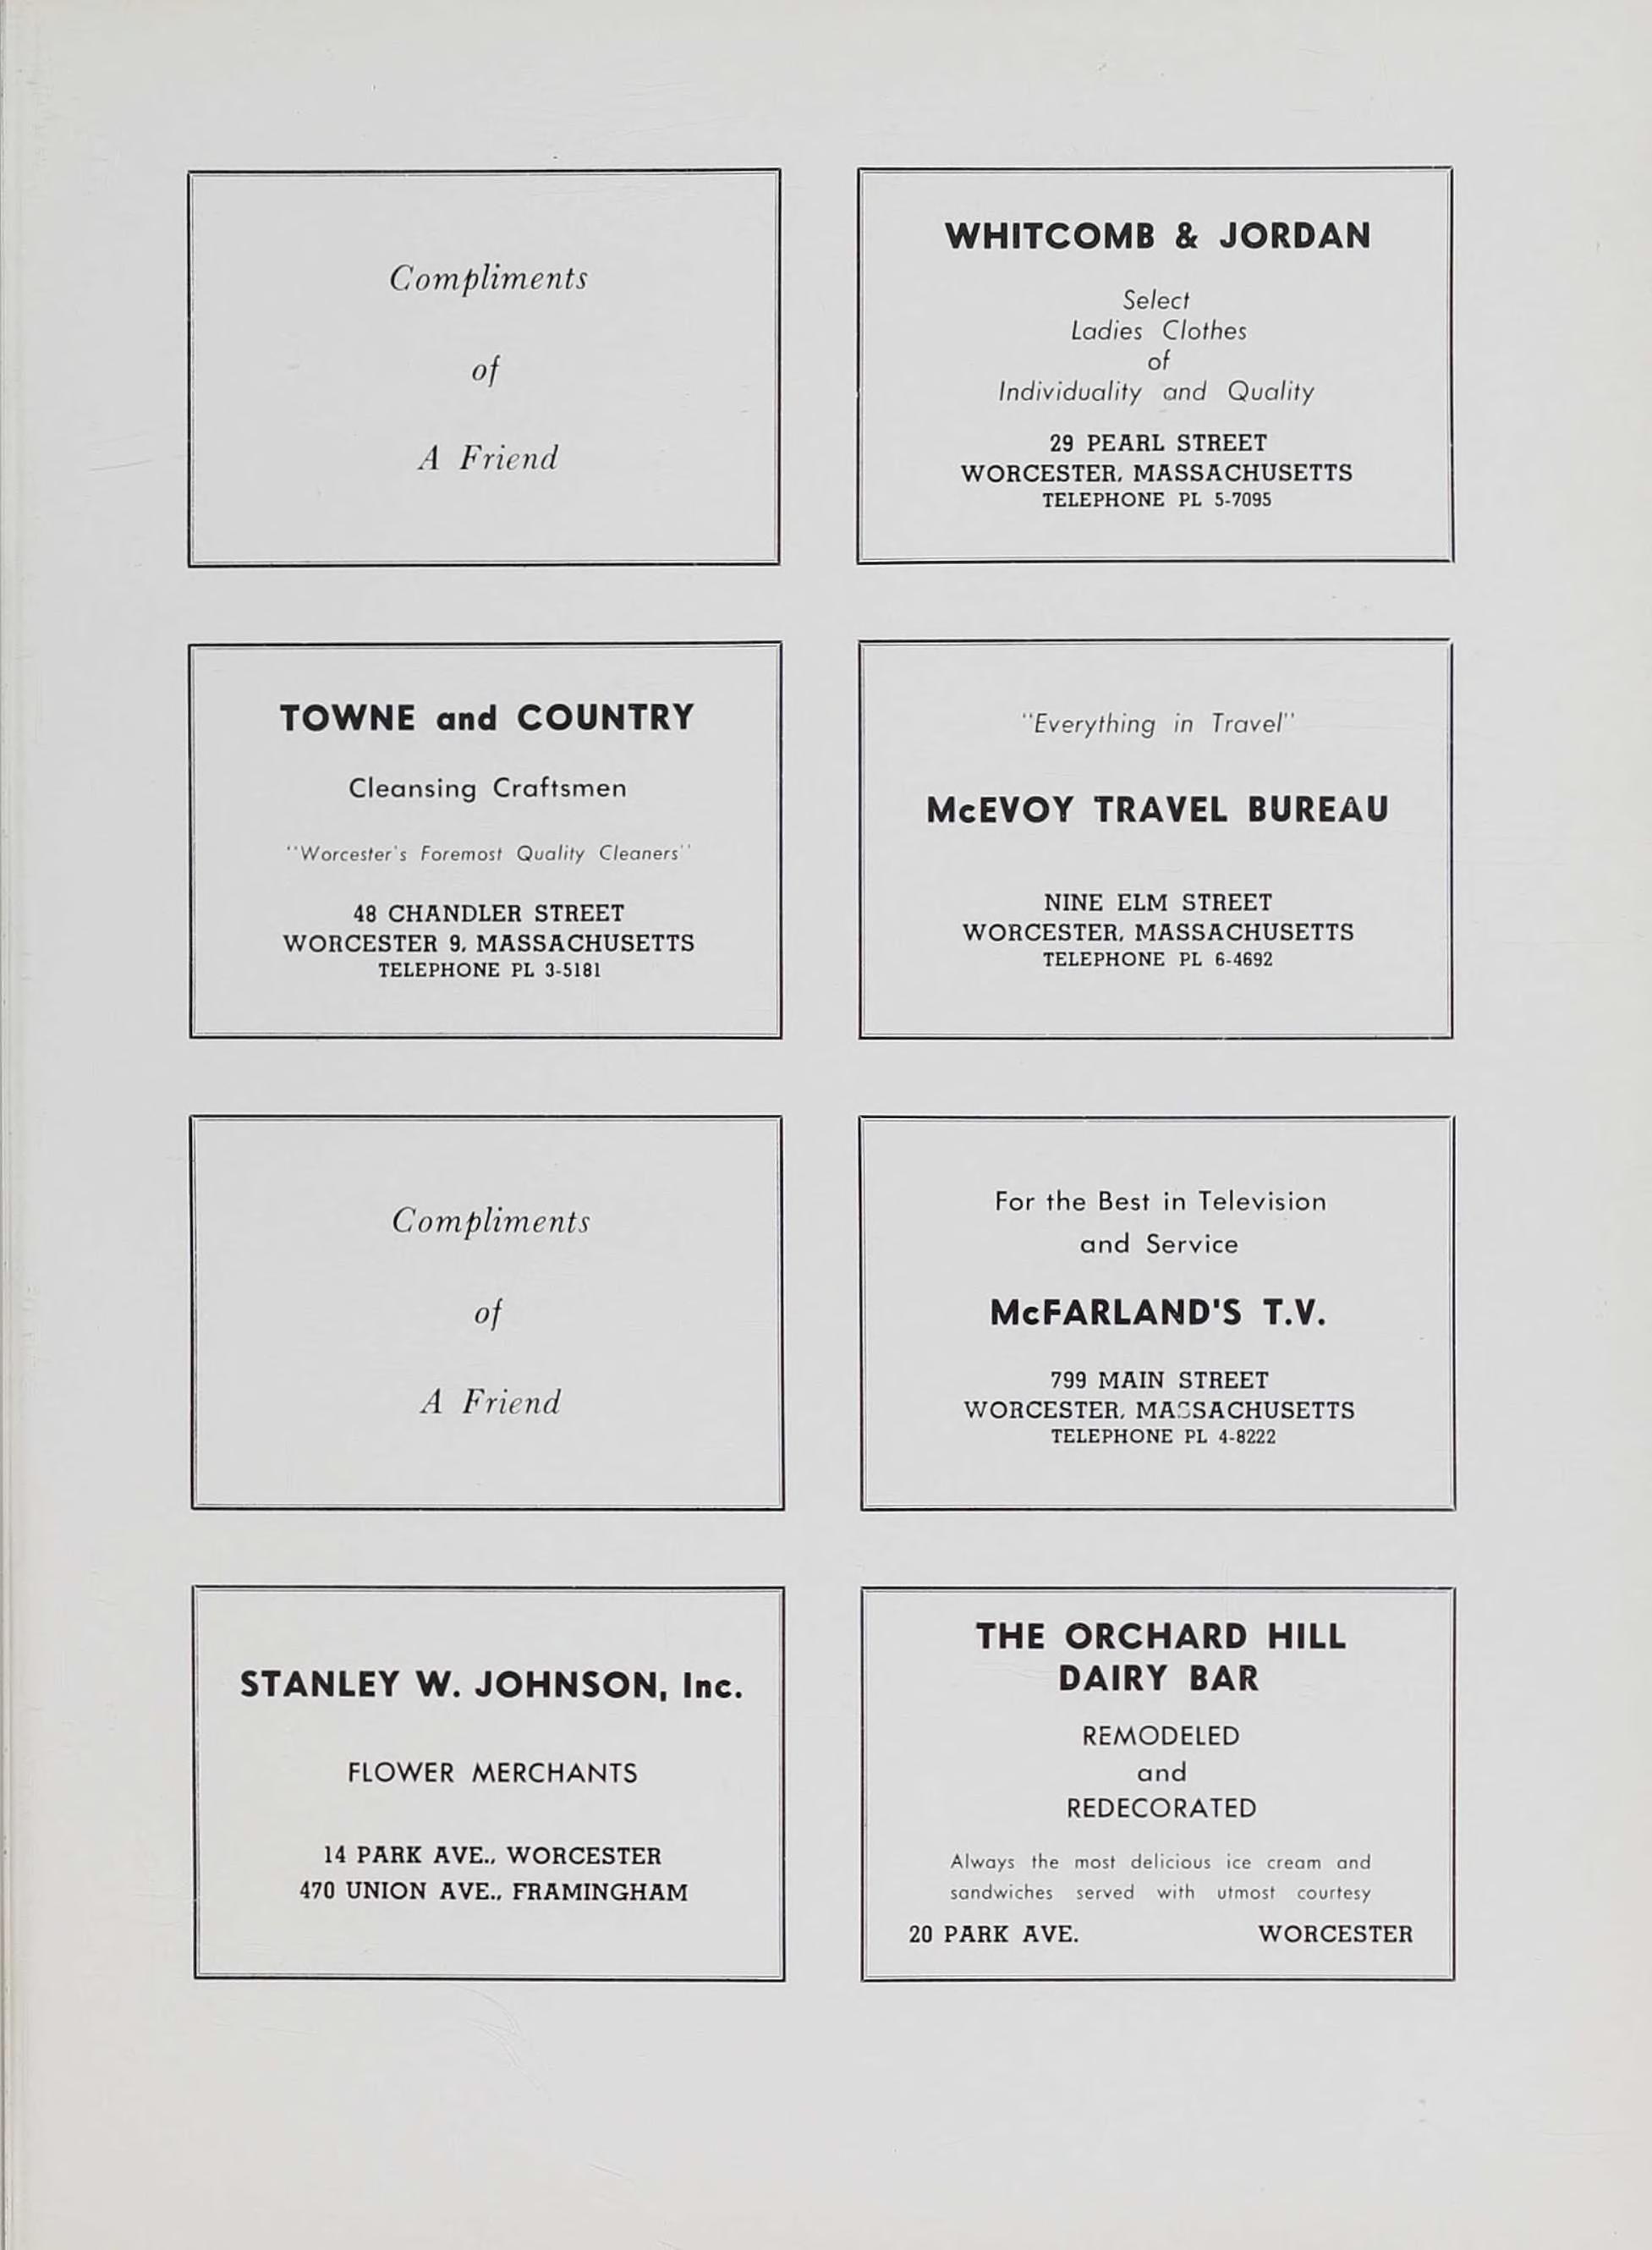 Compliments
of
A Friend
WHITCOMB & JORDAN
Select
Ladies Clothes
of
Individuality and Quality
29 PEARL STREET
WORCESTER, MASSACHUSETTS
TELEPHONE PL 5-7095
TOWNE and COUNTRY
Cleansing Craftsmen
"Worcester's Foremost Quality Cleaners"
48 CHANDLER STREET
WORCESTER 9, MASSACHUSETTS
TELEPHONE PL 3-5181
"Everything in Travel"
McEVOY TRAVEL BUREAU
NINE ELM STREET
WORCESTER, MASSACHUSETTS
TELEPHONE PL 6-4692
Compliments
of
A Friend
For the Best in Television
and Service
McFARLAND'S T.V.
799 MAIN STREET
WORCESTER, MASSACHUSETTS
TELEPHONE PL 4-8222
STANLEY W. JOHNSON, Inc.
FLOWER MERCHANTS
14 PARK AVE., WORCESTER
470 UNION AVE., FRAMINGHAM
THE ORCHARD HILL
DAIRY BAR
REMODELED
and
REDECORATED
Always the most delicious ice cream and
sandwiches served with utmost courtesy
20 PARK AVE. WORCESTER